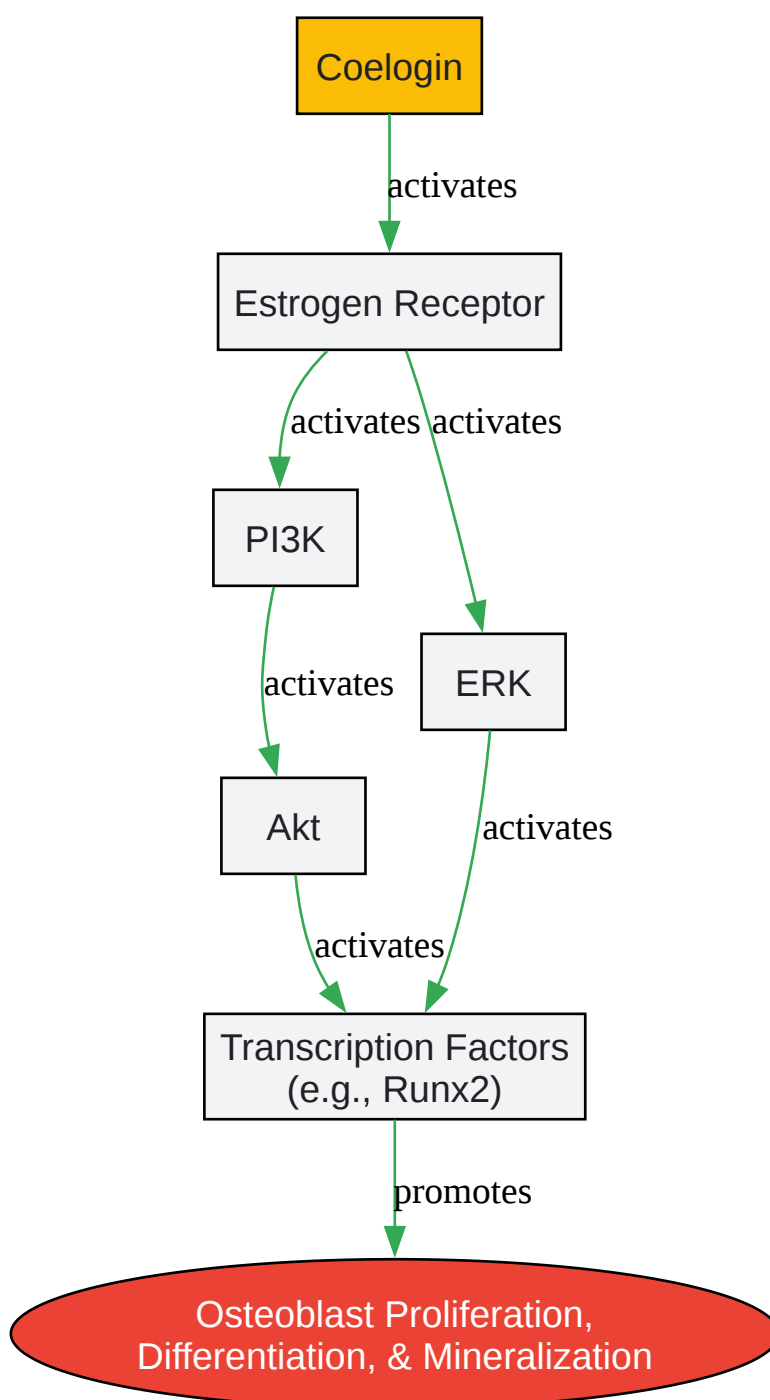 Coelogin
activates
Estrogen Receptor
activates activates
PI3K
activates
ERK
Akt
activates
activates
Transcription Factors
(e.g., Runx2)
promotes
Osteoblast Proliferation,
Differentiation, & Mineralization